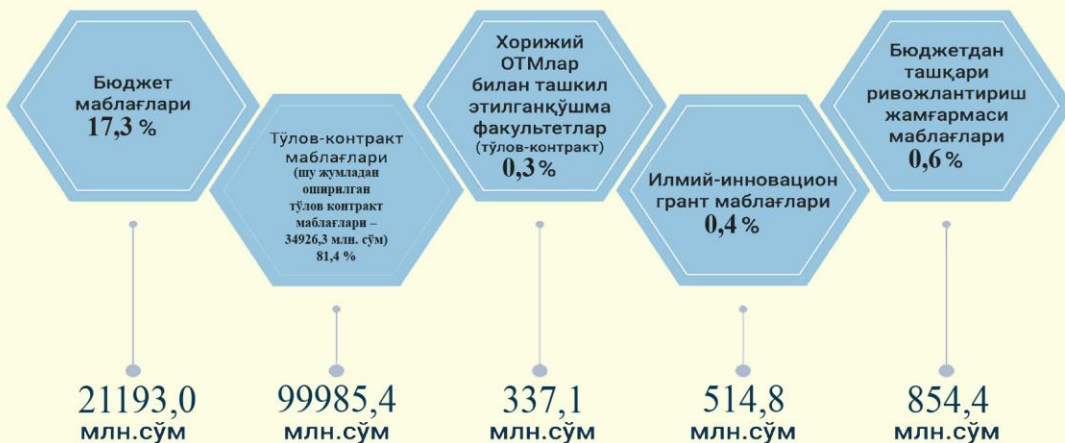 Бюджет
маблағлари
17,3 %
Тўлов-контракт
маблағлари
(шу жумладан
оширилган
тўлов контракт
маблағлари –
34926,3 млн. сўм)
81,4 %
Хорижий
ОТМлар
билан ташкил
этилганқўшма
факультетлар
(тўлов-контракт)
0,3 %
Илмий-инновацион
грант маблағлари
0,4 %
Бюджетдан
ташқари
ривожлантириш
жамғармаси
маблағлари
0,6 %
21193,0
млн.сўм
99985,4
млн.сўм
337,1
млн.сўм
514,8
млн.сўм
854,4
млн.сўм